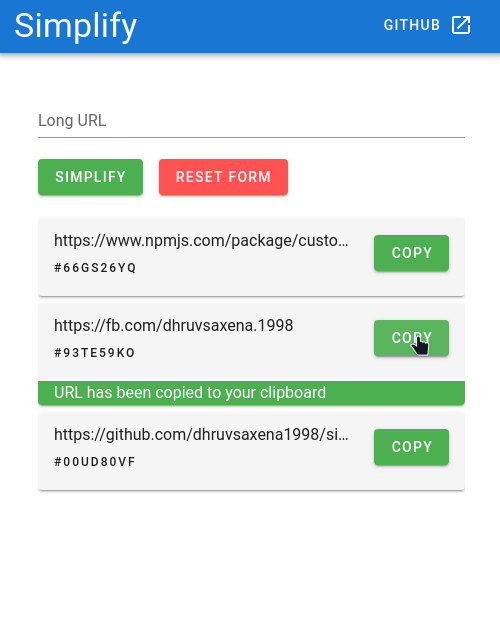 Simplify
GITHUB
Long URL
SIMPLIFY
RESET FORM
https://www.npmjs.com/package/custo...
COPY
#66GS26YQ
https://fb.com/dhruvsaxena.1998
COPY
#93TE59KO
URL has been copied to your clipboard
https://github.com/dhruvsaxena1998/si...
COPY
#00UD80VF